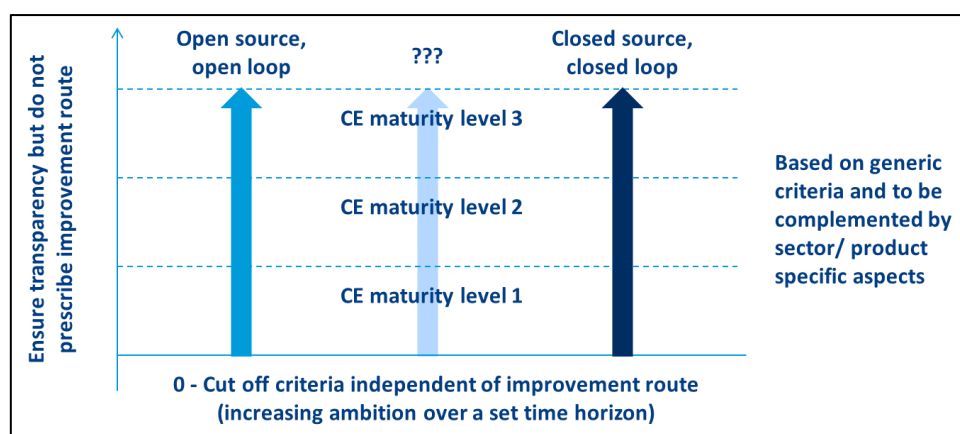 Ensure transparency but do not
prescribe improvement route
Open source,
open loop
???
Closed source,
closed loop
CE maturity level 3
CE maturity level 2
CE maturity level 1
Based on generic
criteria and to be
complemented by
sector/ product
specific aspects
0 - Cut off criteria independent of improvement route
(increasing ambition over a set time horizon)